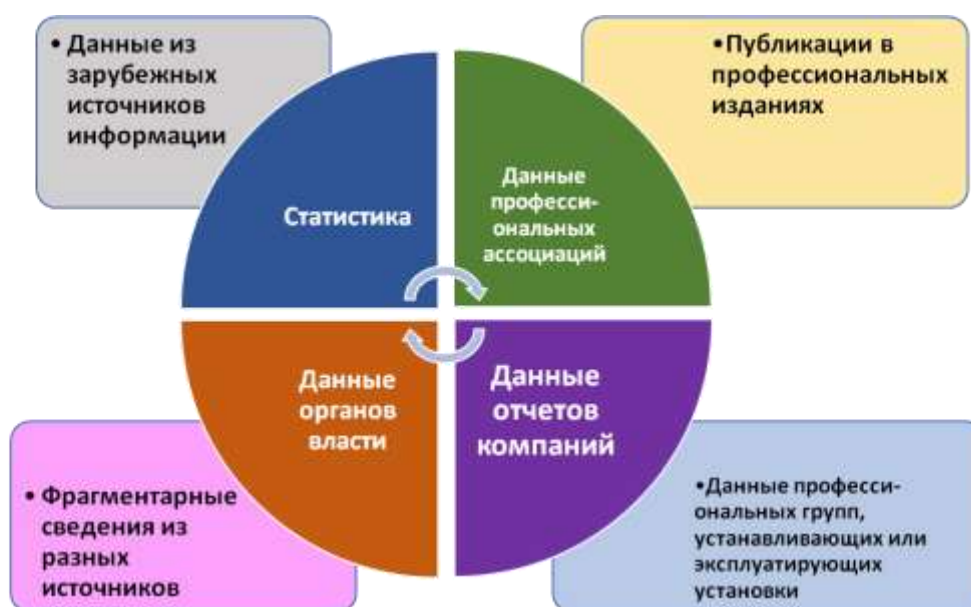 • Данные из
зарубежных
источников
информации
•Публикации в
профессиональных
изданиях
Статистика
Данные
професси-
ональных
ассоциаций
Данные
органов
власти
Данные
отчетов
компаний
• Фрагментарные
сведения из
разных
источников
•Данные професси-
ональных групп,
устанавливающих или
эксплуатирующих
установки